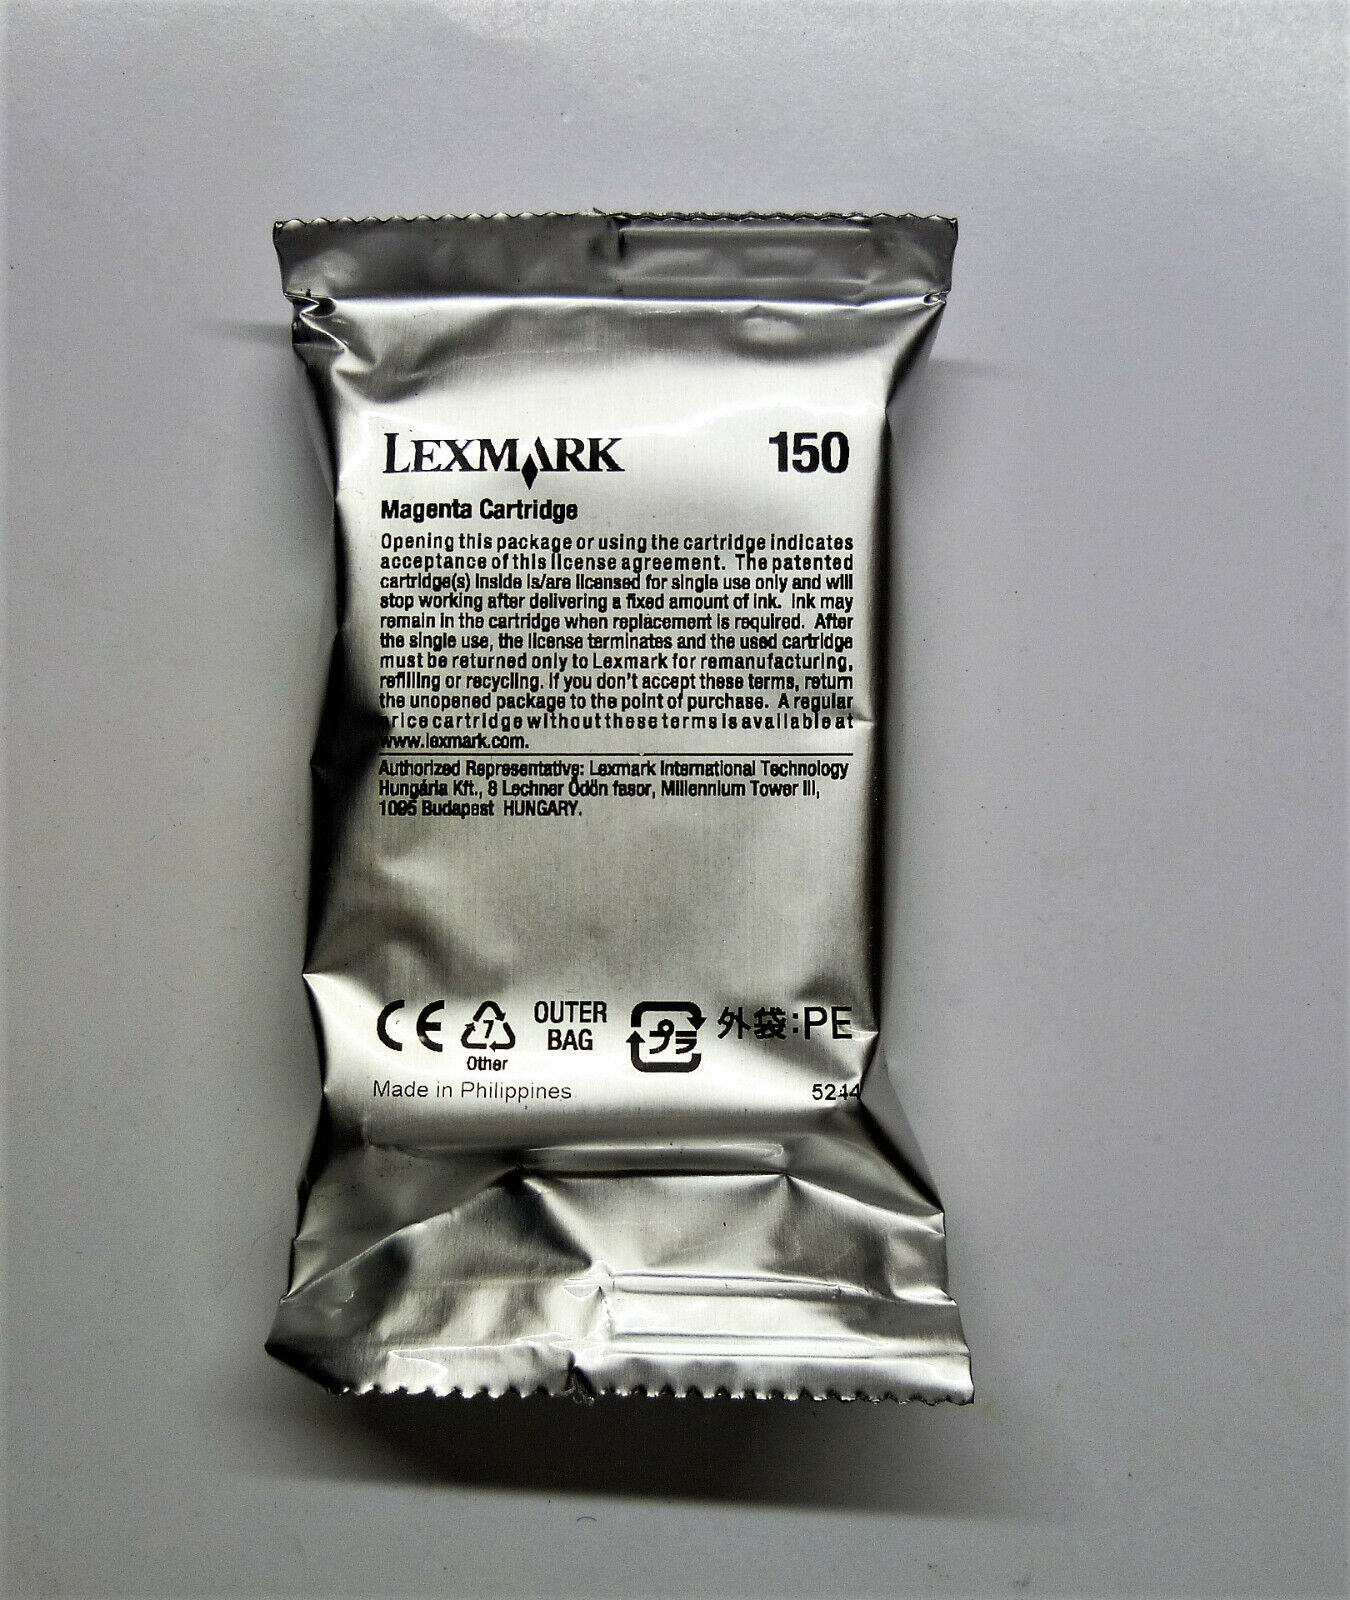 LEXMARK 150
Magenta Cartridge
Opening this package or using the cartridge indicates
acceptance of this license agreement. The patented
cartridge(s) inside is/are licensed for single use only and will
stop working after delivering a fixed amount of ink. Ink may
remain in the cartridge when replacement is required. After
the single use, the license terminates and the used cartridge
must be returned only to Lexmark for remanufacturing,
refilling or recycling. If you don't accept these terms, return
the unopened package to the point of purchase. A regular
price cartridge without these terms is available at
www.lexmark.com.
Authorized Representative: Lexmark International Technology
Hungária Kft., 8 Lechner Ödön fasor, Millennium Tower III,
1095 Budapest HUNGARY.
CE 7 OUTER プラ 外袋:PE
BAG
Other
Made in Philippines 5244